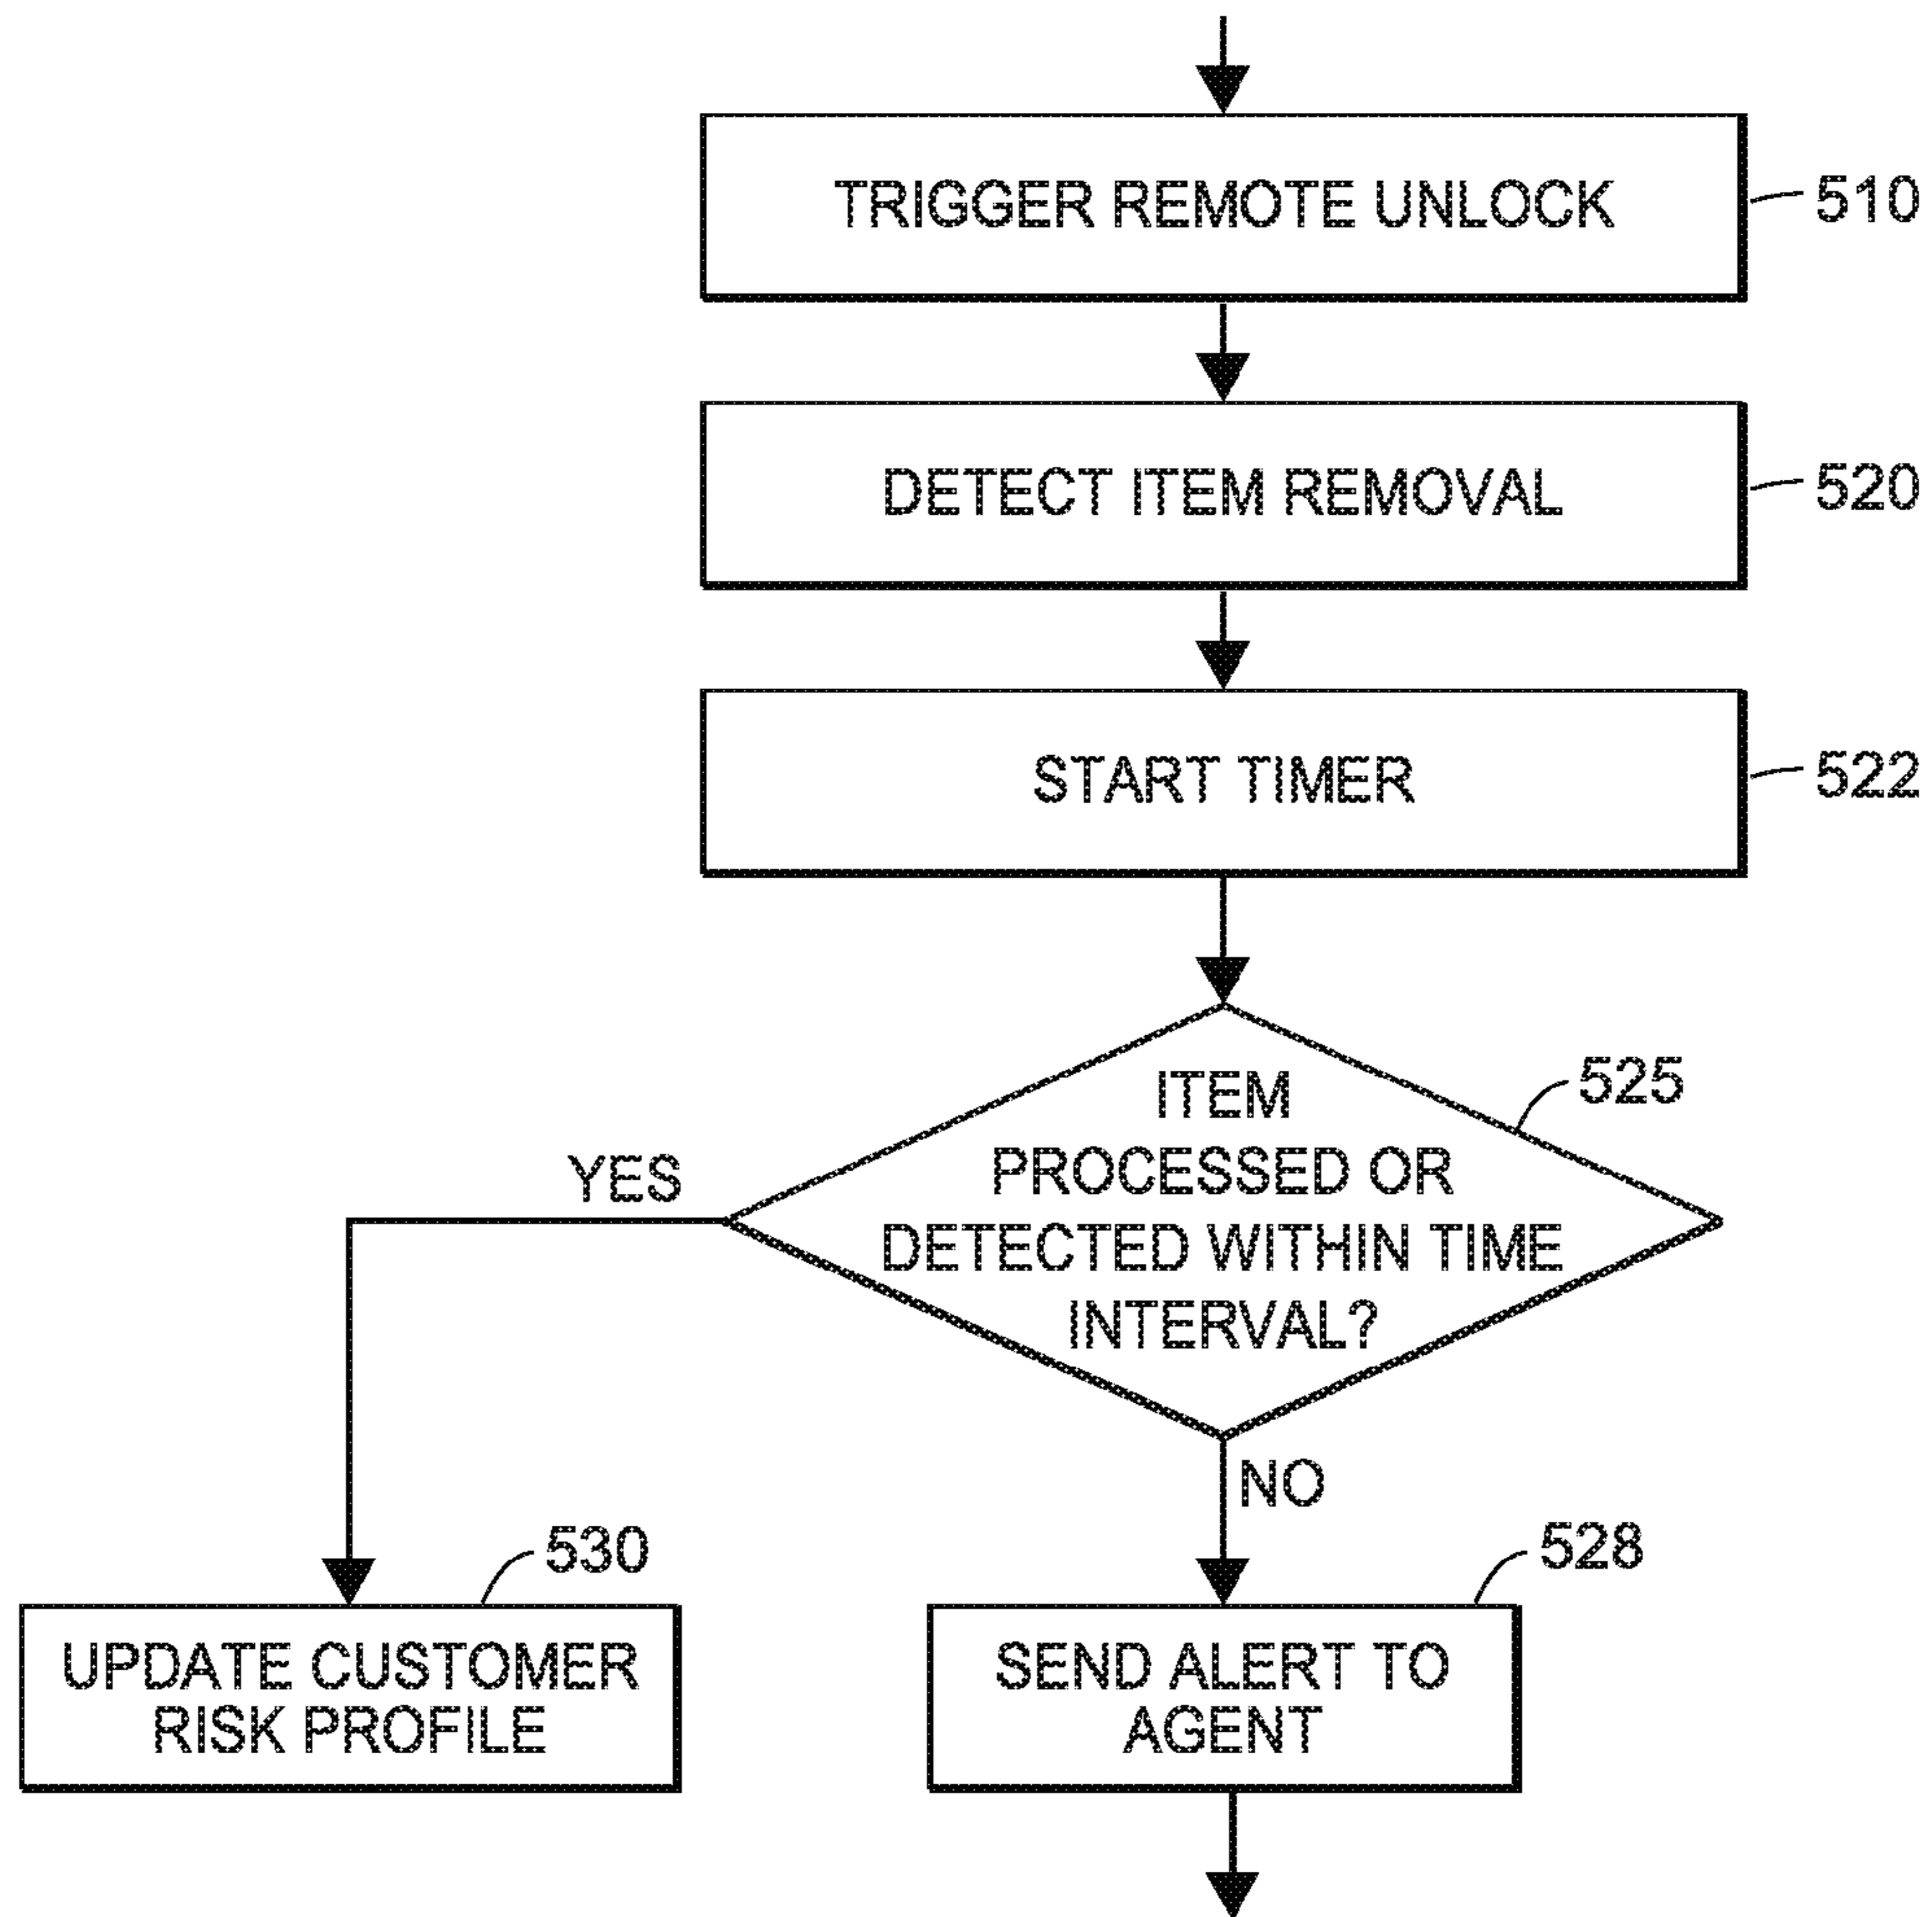 TRIGGER REMOTE UNLOCK
510
DETECT ITEM REMOVAL
520
START TIMER
522
ITEM
PROCESSED OR
DETECTED WITHIN TIME
INTERVAL?
525
YES
NO
530
UPDATE CUSTOMER
RISK PROFILE
528
SEND ALERT TO
AGENT